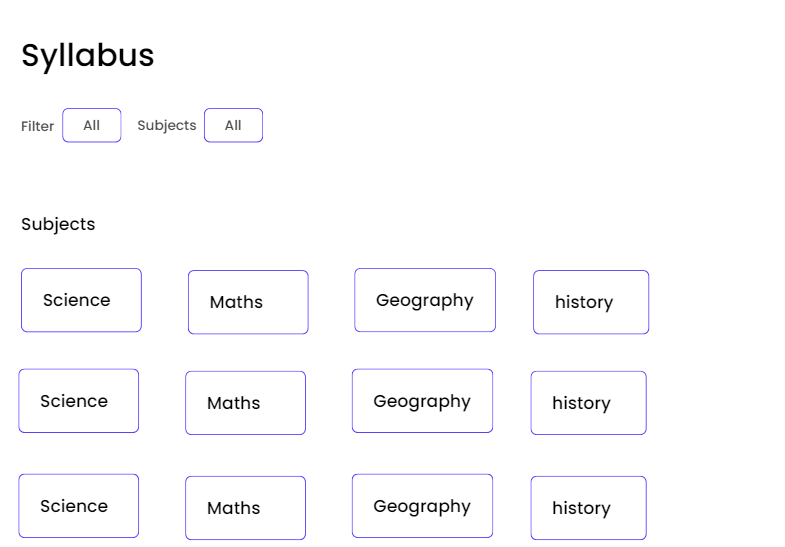 Syllabus
Filter All Subjects All
Subjects
Science Maths Geography history
Science Maths Geography history
Science Maths Geography history